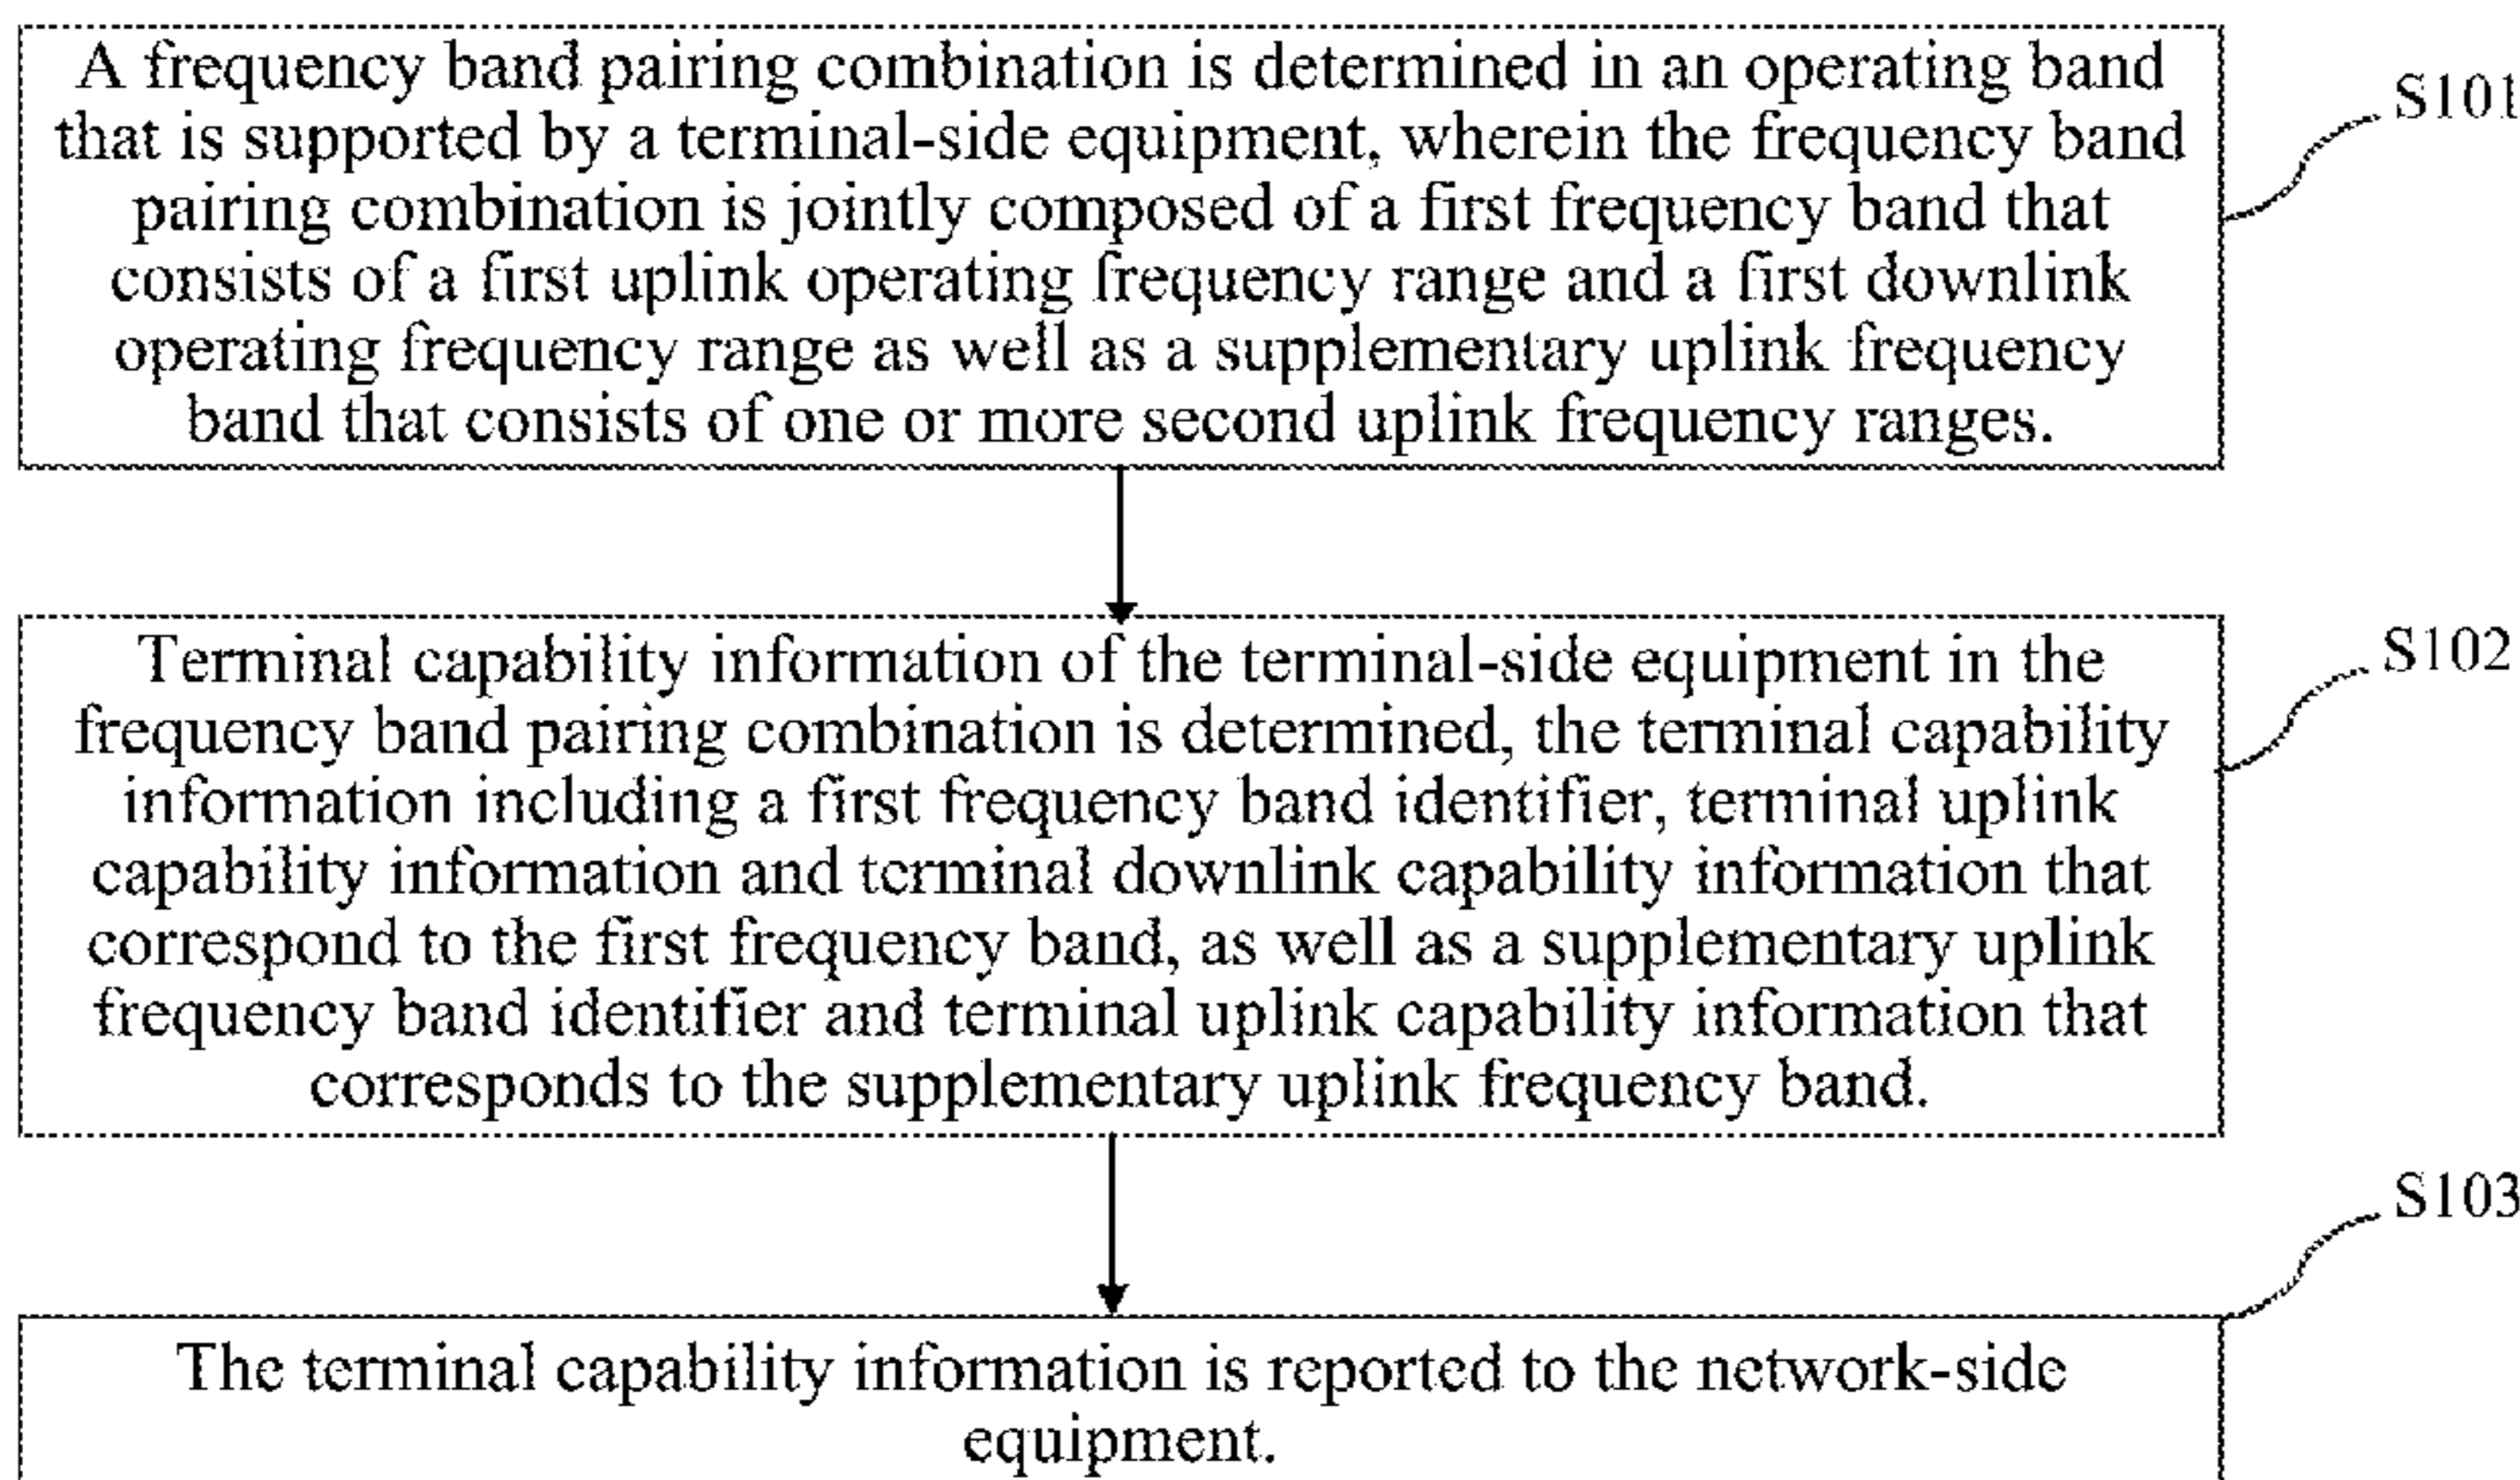 A frequency band pairing combination is determined in an operating band
that is supported by a terminal-side equipment, wherein the frequency band
pairing combination is jointly composed of a first frequency band that
consists of a first uplink operating frequency range and a first downlink
operating frequency range as well as a supplementary uplink frequency
band that consists of one or more second uplink frequency ranges.
S101
Terminal capability information of the terminal-side equipment in the
frequency band pairing combination is determined, the terminal capability
information including a first frequency band identifier, terminal uplink
capability information and terminal downlink capability information that
correspond to the first frequency band, as well as a supplementary uplink
frequency band identifier and terminal uplink capability information that
corresponds to the supplementary uplink frequency band.
S102
The terminal capability information is reported to the network-side
equipment.
S103